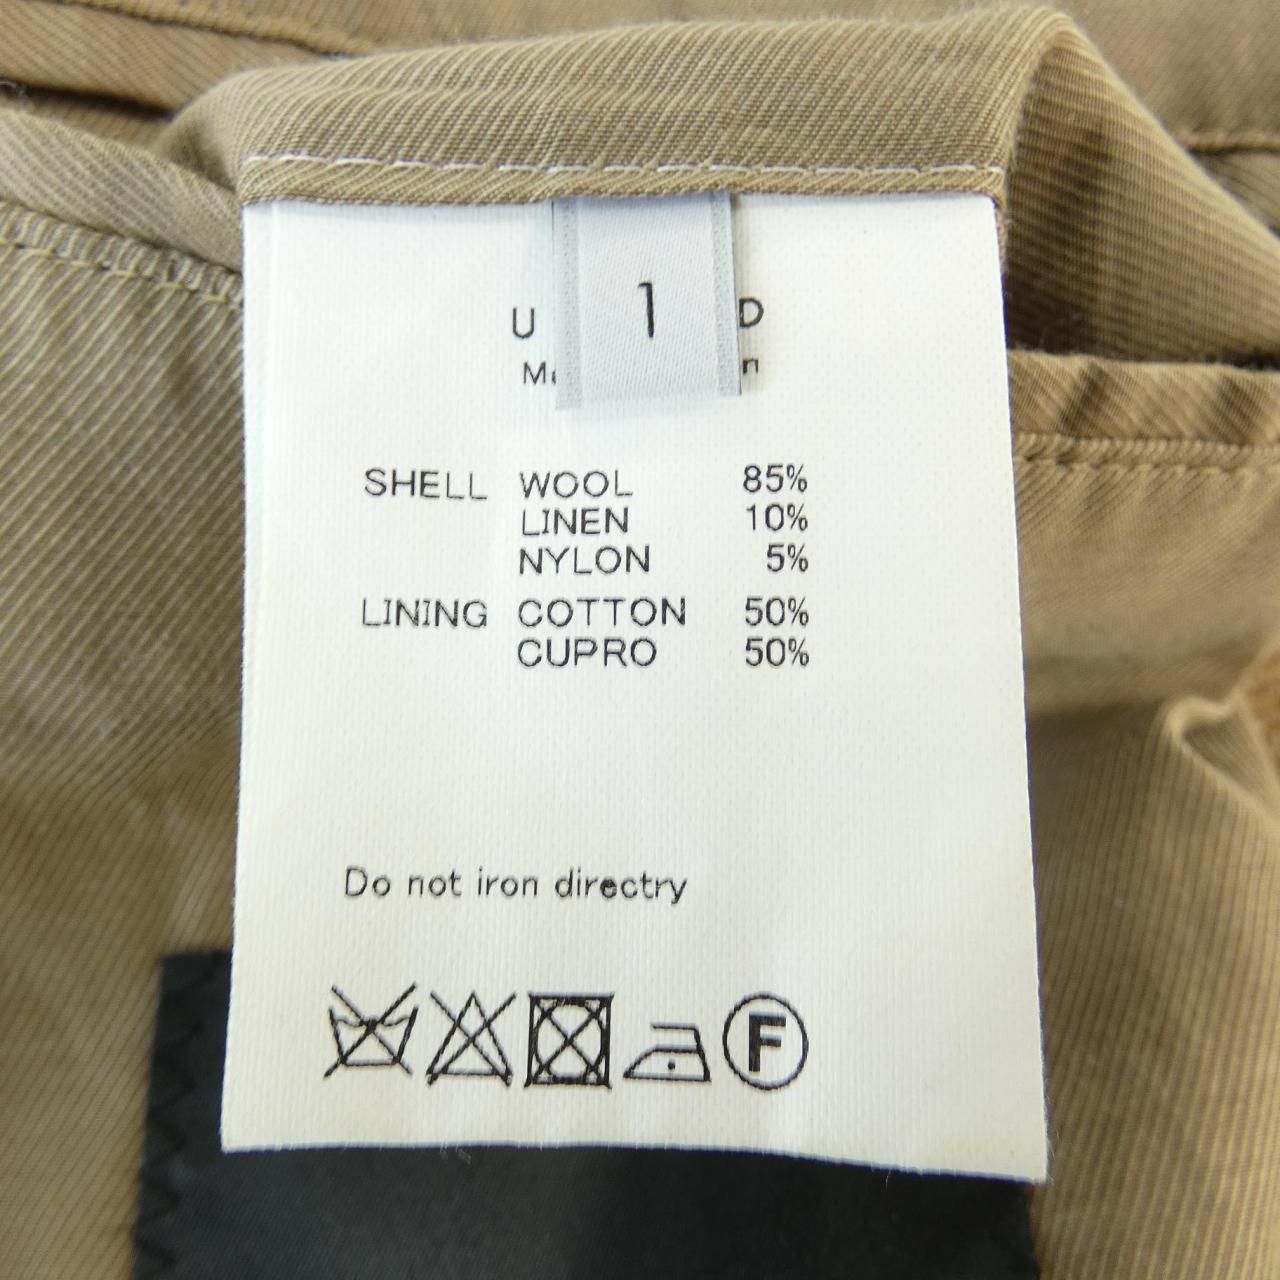 1
SHELL WOOL 85%
LINEN 10%
NYLON 5%
LINING COTTON 50%
CUPRO 50%
Do not iron directry
F